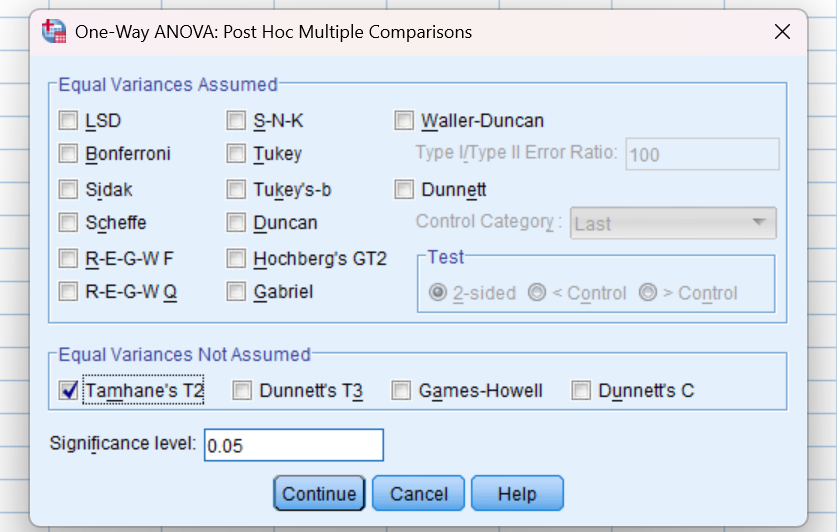 One-Way ANOVA: Post Hoc Multiple Comparisons
Equal Variances Assumed
LSD S-N-K Waller-Duncan
Bonferroni Tukey Type I/Type II Error Ratio: 100
Sidak Tukey's-b Dunnett
Scheffe Duncan Control Category : Last
R-E-G-W F Hochberg's GT2 Test
R-E-G-W Q Gabriel 2-sided < Control > Control
Equal Variances Not Assumed
Tamhane's T2 Dunnett's T3 Games-Howell Dunnett's C
Significance level: 0.05
Continue Cancel Help